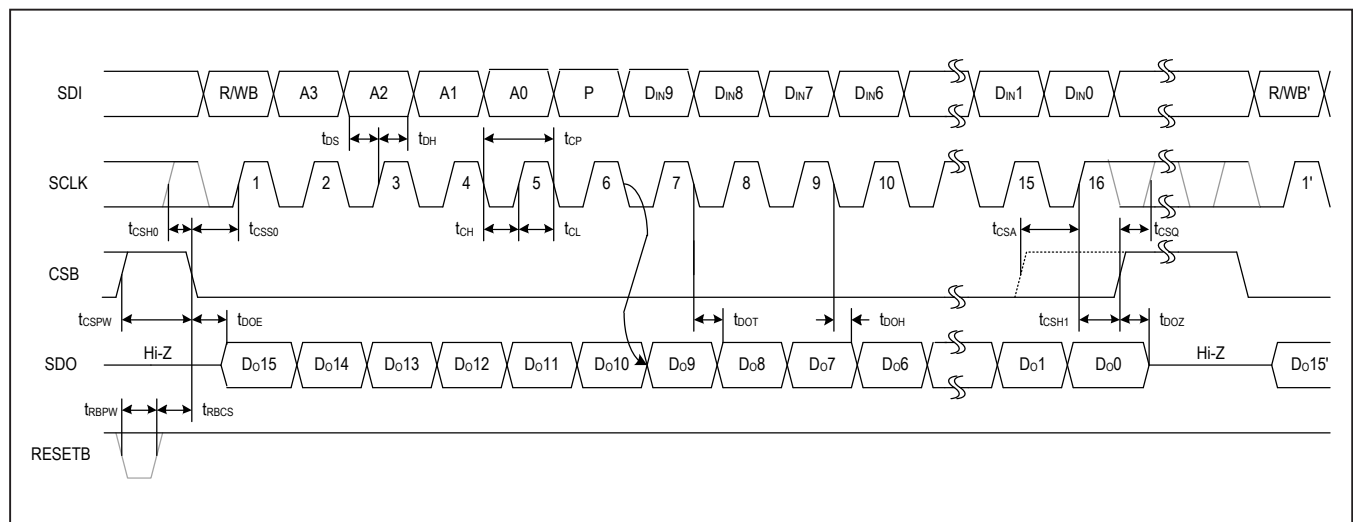 SDI R/WB A3 A2 A1 A0 P DIN9 DIN8 DIN7 DIN6 DIN1 DIN0 R/WB'
tDS tDH tCP
SCLK 1 2 3 4 5 6 7 8 9 10 15 16 1'
tCSH0 tCSS0 tCH tCL tCSA tCSQ
CSB
tCSPW tDOE tDOT tDOH tCSH1 tDOZ
SDO Hi-Z DO15 DO14 DO13 DO12 DO11 DO10 DO9 DO8 DO7 DO6 DO1 DO0 Hi-Z DO15'
tRBPW tRBCS
RESETB